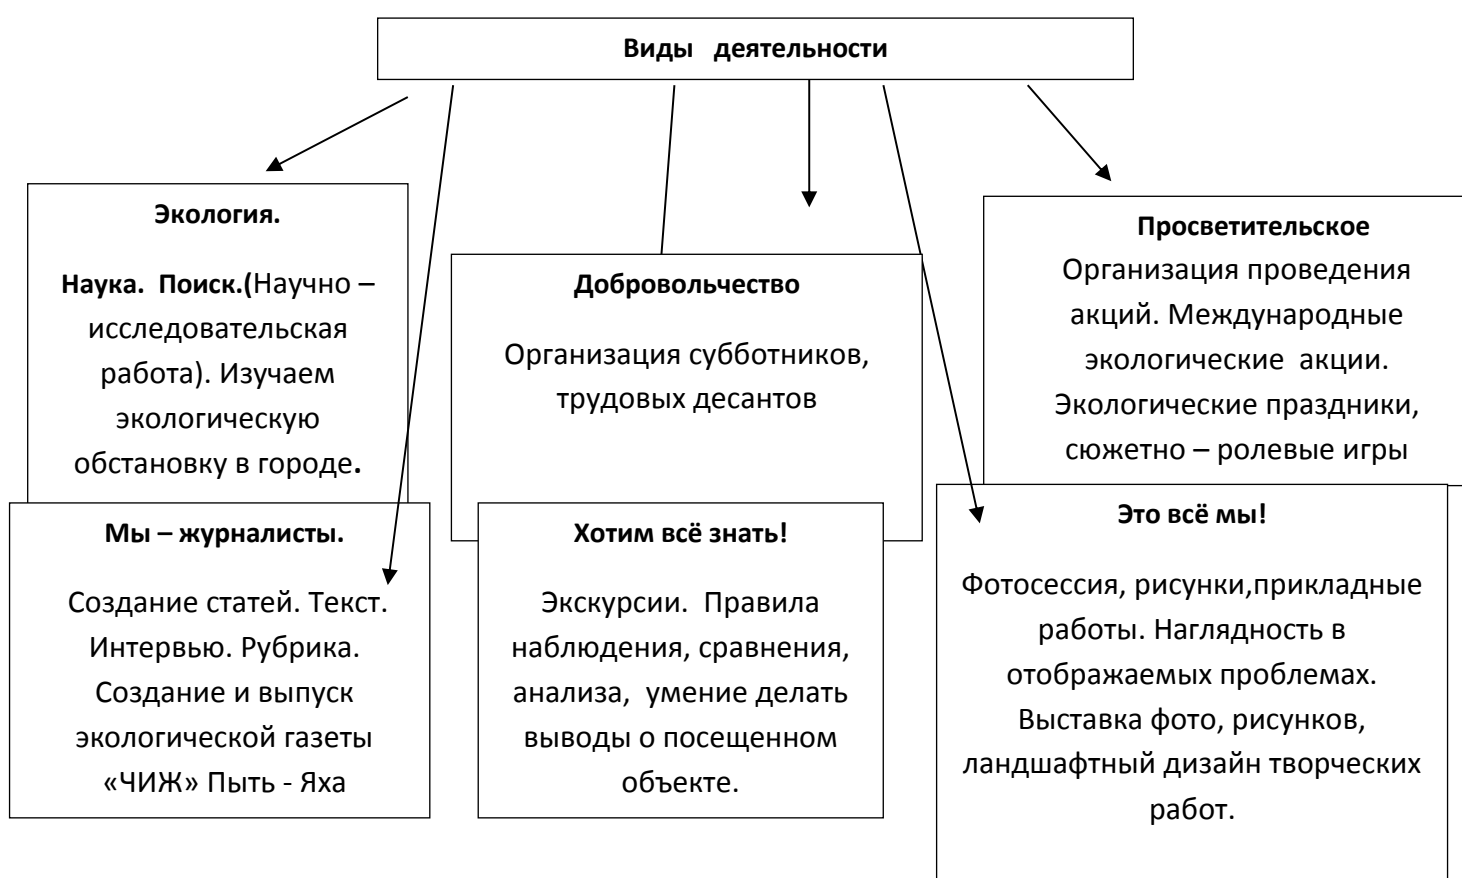 Виды деятельности
Экология.
Наука. Поиск.(Научно –
исследовательская
работа). Изучаем
экологическую
обстановку в городе.
Добровольчество
Организация субботников,
трудовых десантов
Просветительское
Организация проведения
акций. Международные
экологические акции.
Экологические праздники,
сюжетно – ролевые игры
Мы – журналисты.
Создание статей. Текст.
Интервью. Рубрика.
Создание и выпуск
экологической газеты
«ЧИЖ» Пыть - Яха
Хотим всё знать!
Экскурсии. Правила
наблюдения, сравнения,
анализа, умение делать
выводы о посещенном
объекте.
Это всё мы!
Фотосессия, рисунки,прикладные
работы. Наглядность в
отображаемых проблемах.
Выставка фото, рисунков,
ландшафтный дизайн творческих
работ.